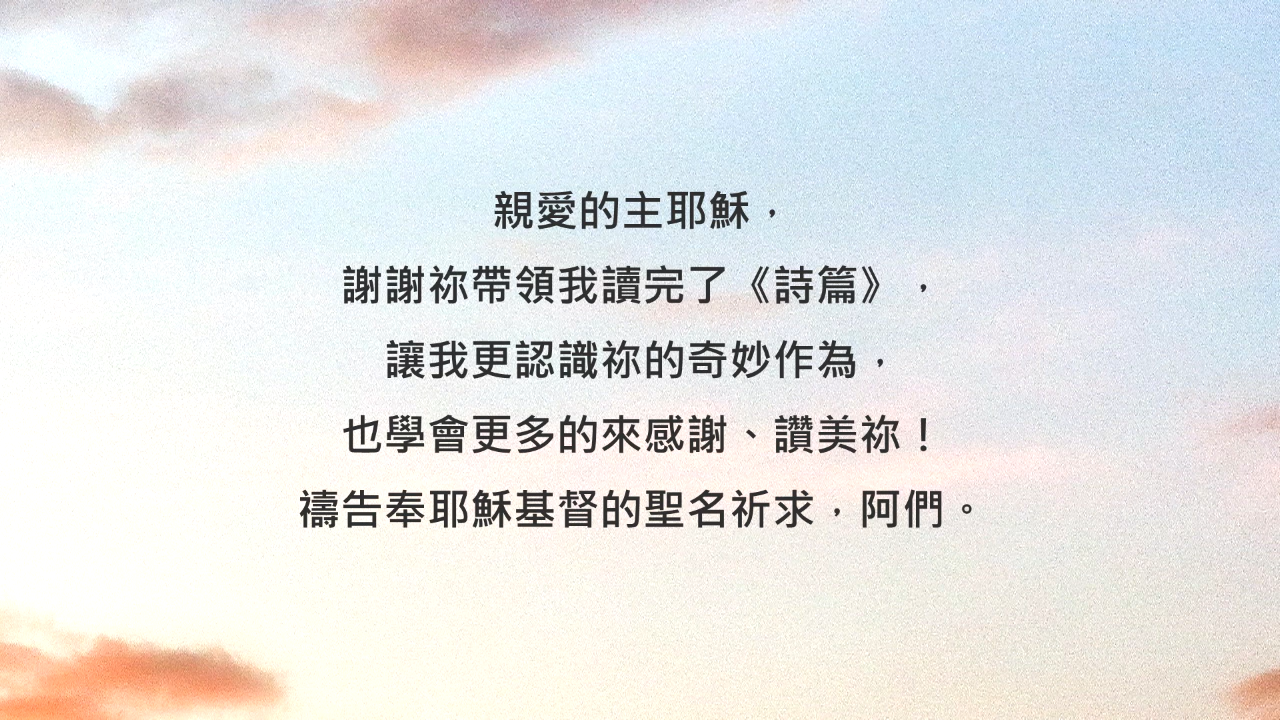 親愛的主耶穌，
謝謝祢帶領我讀完了《詩篇》，
讓我更認識祢的奇妙作為，
也學會更多的來感謝、讚美祢！
禱告奉耶穌基督的聖名祈求，阿們。